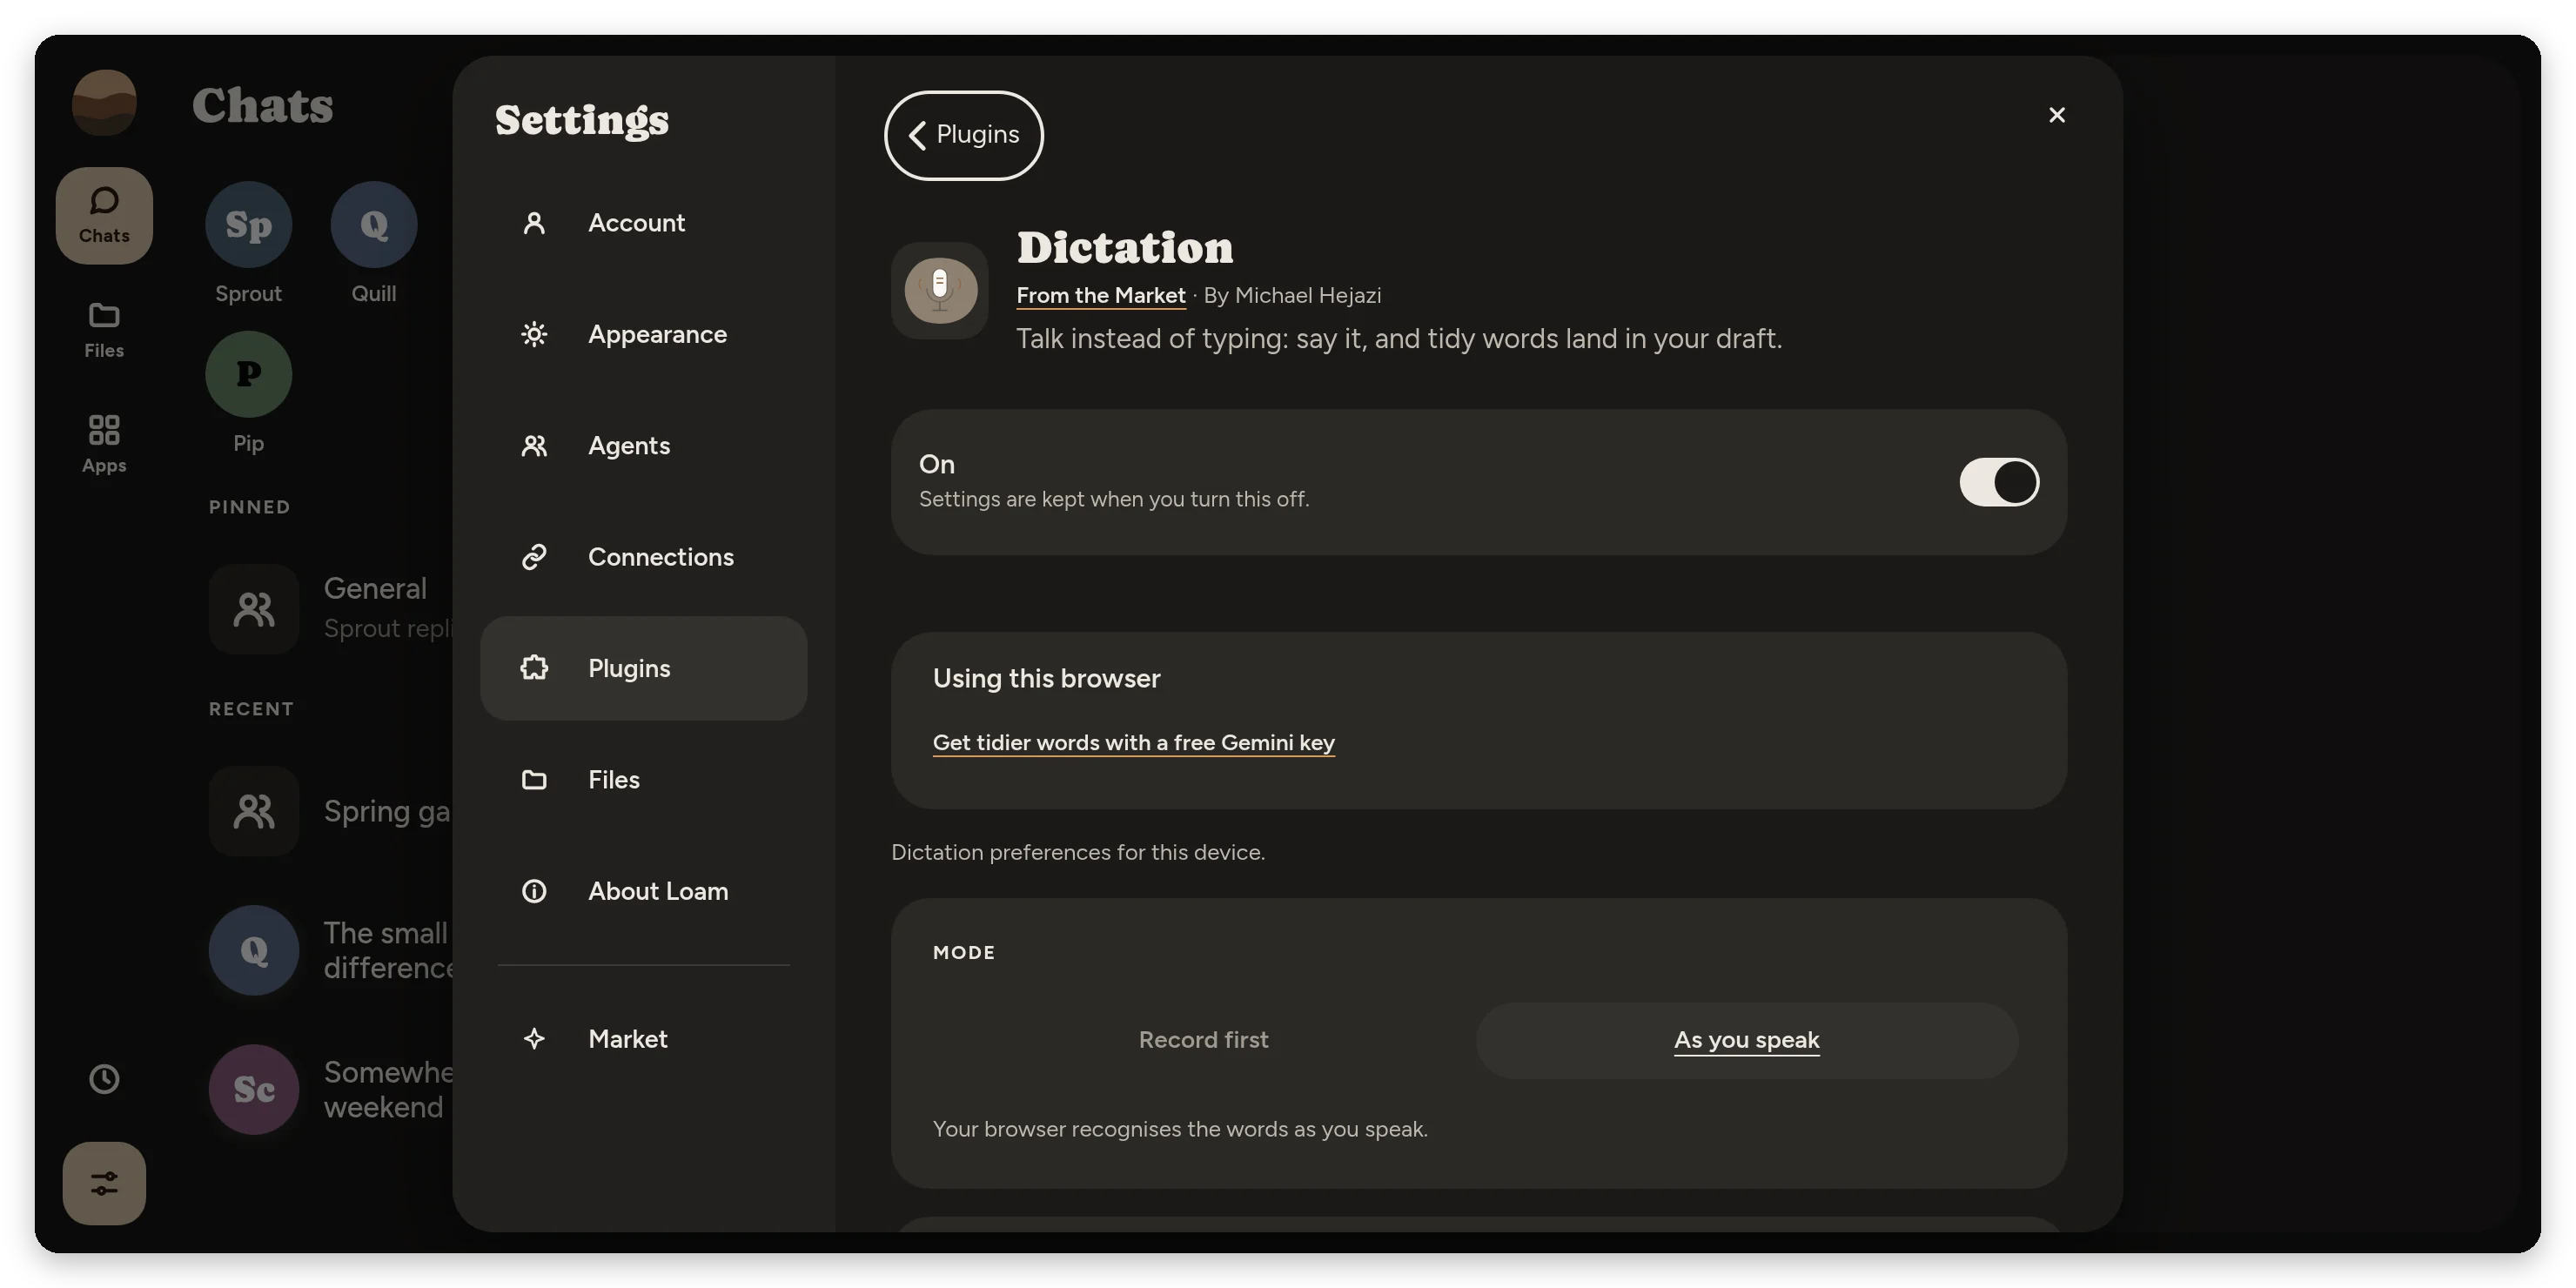 Chats
Chats
Files
Apps
Sp
Sprout
Q
Quill
P
Pip
PINNED
General
Sprout repli
RECENT
Spring ga
Q
The small
difference
Sc
Somewhe
weekend
Settings
Account
Appearance
Agents
Connections
Plugins
Files
About Loam
Market
Plugins
Dictation
From the Market · By Michael Hejazi
Talk instead of typing: say it, and tidy words land in your draft.
On
Settings are kept when you turn this off.
Using this browser
Get tidier words with a free Gemini key
Dictation preferences for this device.
MODE
Record first
As you speak
Your browser recognises the words as you speak.